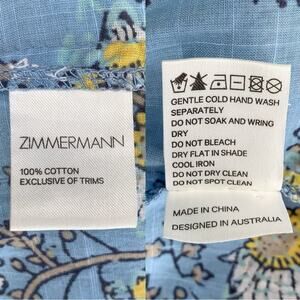 ZIMMERMANN
100% COTTON
EXCLUSIVE OF TRIMS
GENTLE COLD HAND WASH
SEPARATELY
DO NOT SOAK AND WRING
DRY
DO NOT BLEACH
DRY FLAT IN SHADE
COOL IRON
DO NOT DRY CLEAN
DO NOT SPOT CLEAN
MADE IN CHINA
DESIGNED IN AUSTRALIA